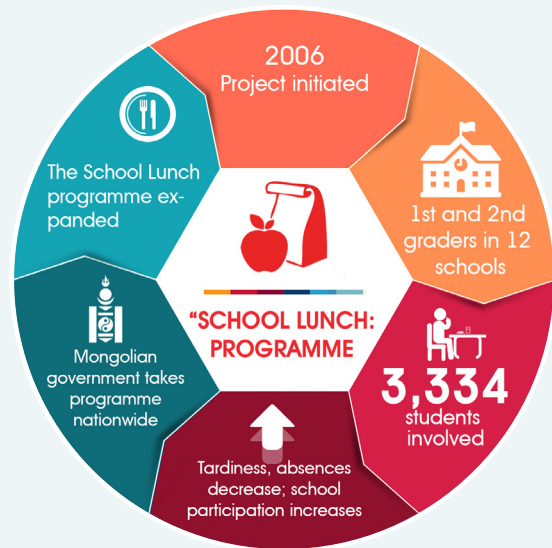 2006
Project initiated
1st and 2nd
graders in 12
schools
3,334
students
involved
Tardiness, absences
decrease; school
participation increases
Mongolian
government takes
programme
nationwide
The School Lunch
programme ex-
panded
“SCHOOL LUNCH:
PROGRAMME